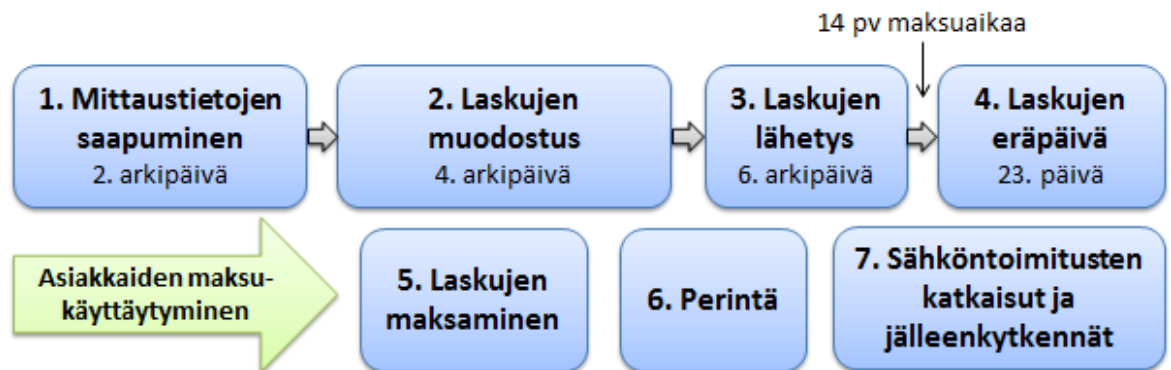 14 pv maksuaikaa
1. Mittaustietojen
saapuminen
2. arkipäivä
2. Laskujen
muodostus
4. arkipäivä
3. Laskujen
lähetys
6. arkipäivä
4. Laskujen
eräpäivä
23. päivä
Asiakkaiden maksu-
käyttäytyminen
5. Laskujen
maksaminen
6. Perintä
7. Sähköntoimitusten
katkaisut ja
jälleenkytkennät